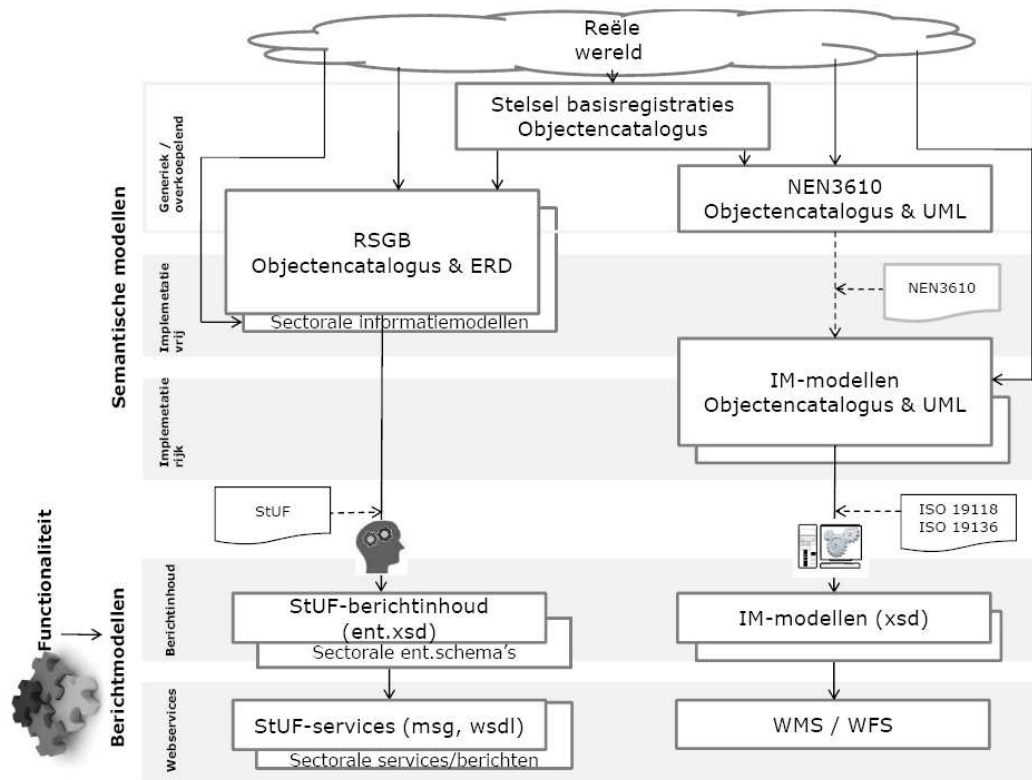 Reële
wereld
Stelsel basisregistraties
Objectencatalogus
Semantische modellen
Generiek /
overkoepelend
RSGB
Objectencatalogus & ERD
Sectorale informatiemodellen
NEN3610
Objectencatalogus & UML
Implemetatie
vrij
NEN3610
IM-modellen
Objectencatalogus & UML
Implemetatie
rijk
StUF
ISO 19118
ISO 19136
Functionaliteit
Berichtmodellen
Berichtinhoud
StUF-berichtinhoud
(ent.xsd)
Sectorale ent.schema's
IM-modellen (xsd)
Webservices
StUF-services (msg, wsdl)
Sectorale services/berichten
WMS / WFS